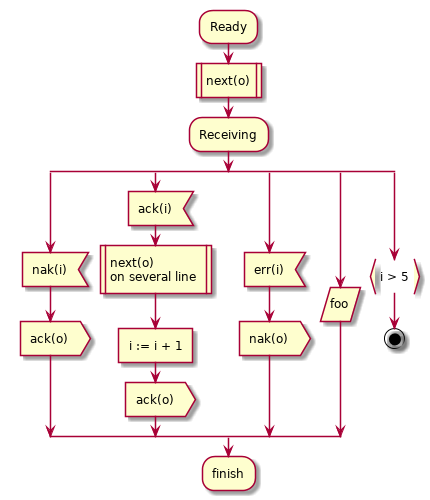 Ready
next(o)
Receiving
nak(i)
ack(o)
ack(i)
next(o)
on several line
i := i + 1
ack(o)
err(i)
nak(o)
foo
i > 5
finish